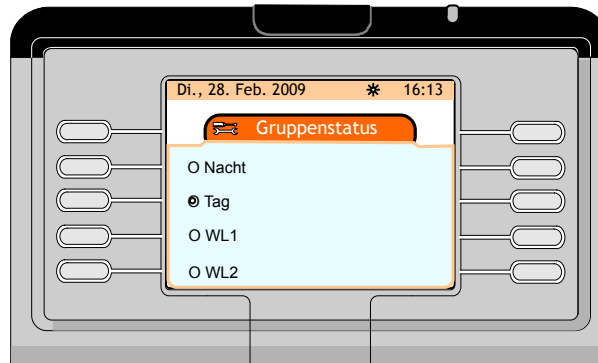 Di., 28. Feb. 2009 16:13
Gruppenstatus
Nacht
Tag
WL1
WL2